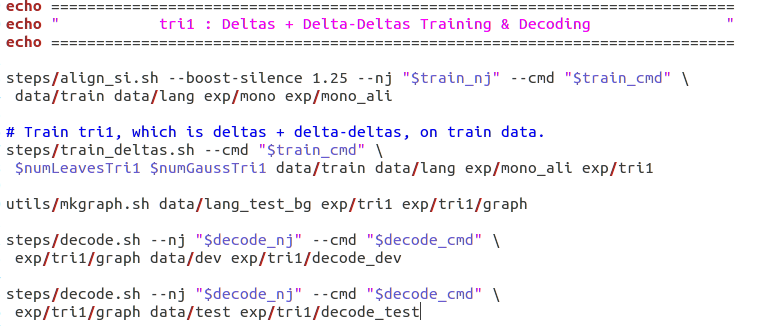 echo ============================================================================
echo "           tri1 : Deltas + Delta-Deltas Training & Decoding               "
echo ============================================================================
steps/align_si.sh --boost-silence 1.25 --nj "$train_nj" --cmd "$train_cmd" \
 data/train data/lang exp/mono exp/mono_ali
# Train tri1, which is deltas + delta-deltas, on train data.
steps/train_deltas.sh --cmd "$train_cmd" \
 $numLeavesTri1 $numGaussTri1 data/train data/lang exp/mono_ali exp/tri1
utils/mkgraph.sh data/lang_test_bg exp/tri1 exp/tri1/graph
steps/decode.sh --nj "$decode_nj" --cmd "$decode_cmd" \
 exp/tri1/graph data/dev exp/tri1/decode_dev
steps/decode.sh --nj "$decode_nj" --cmd "$decode_cmd" \
 exp/tri1/graph data/test exp/tri1/decode_test